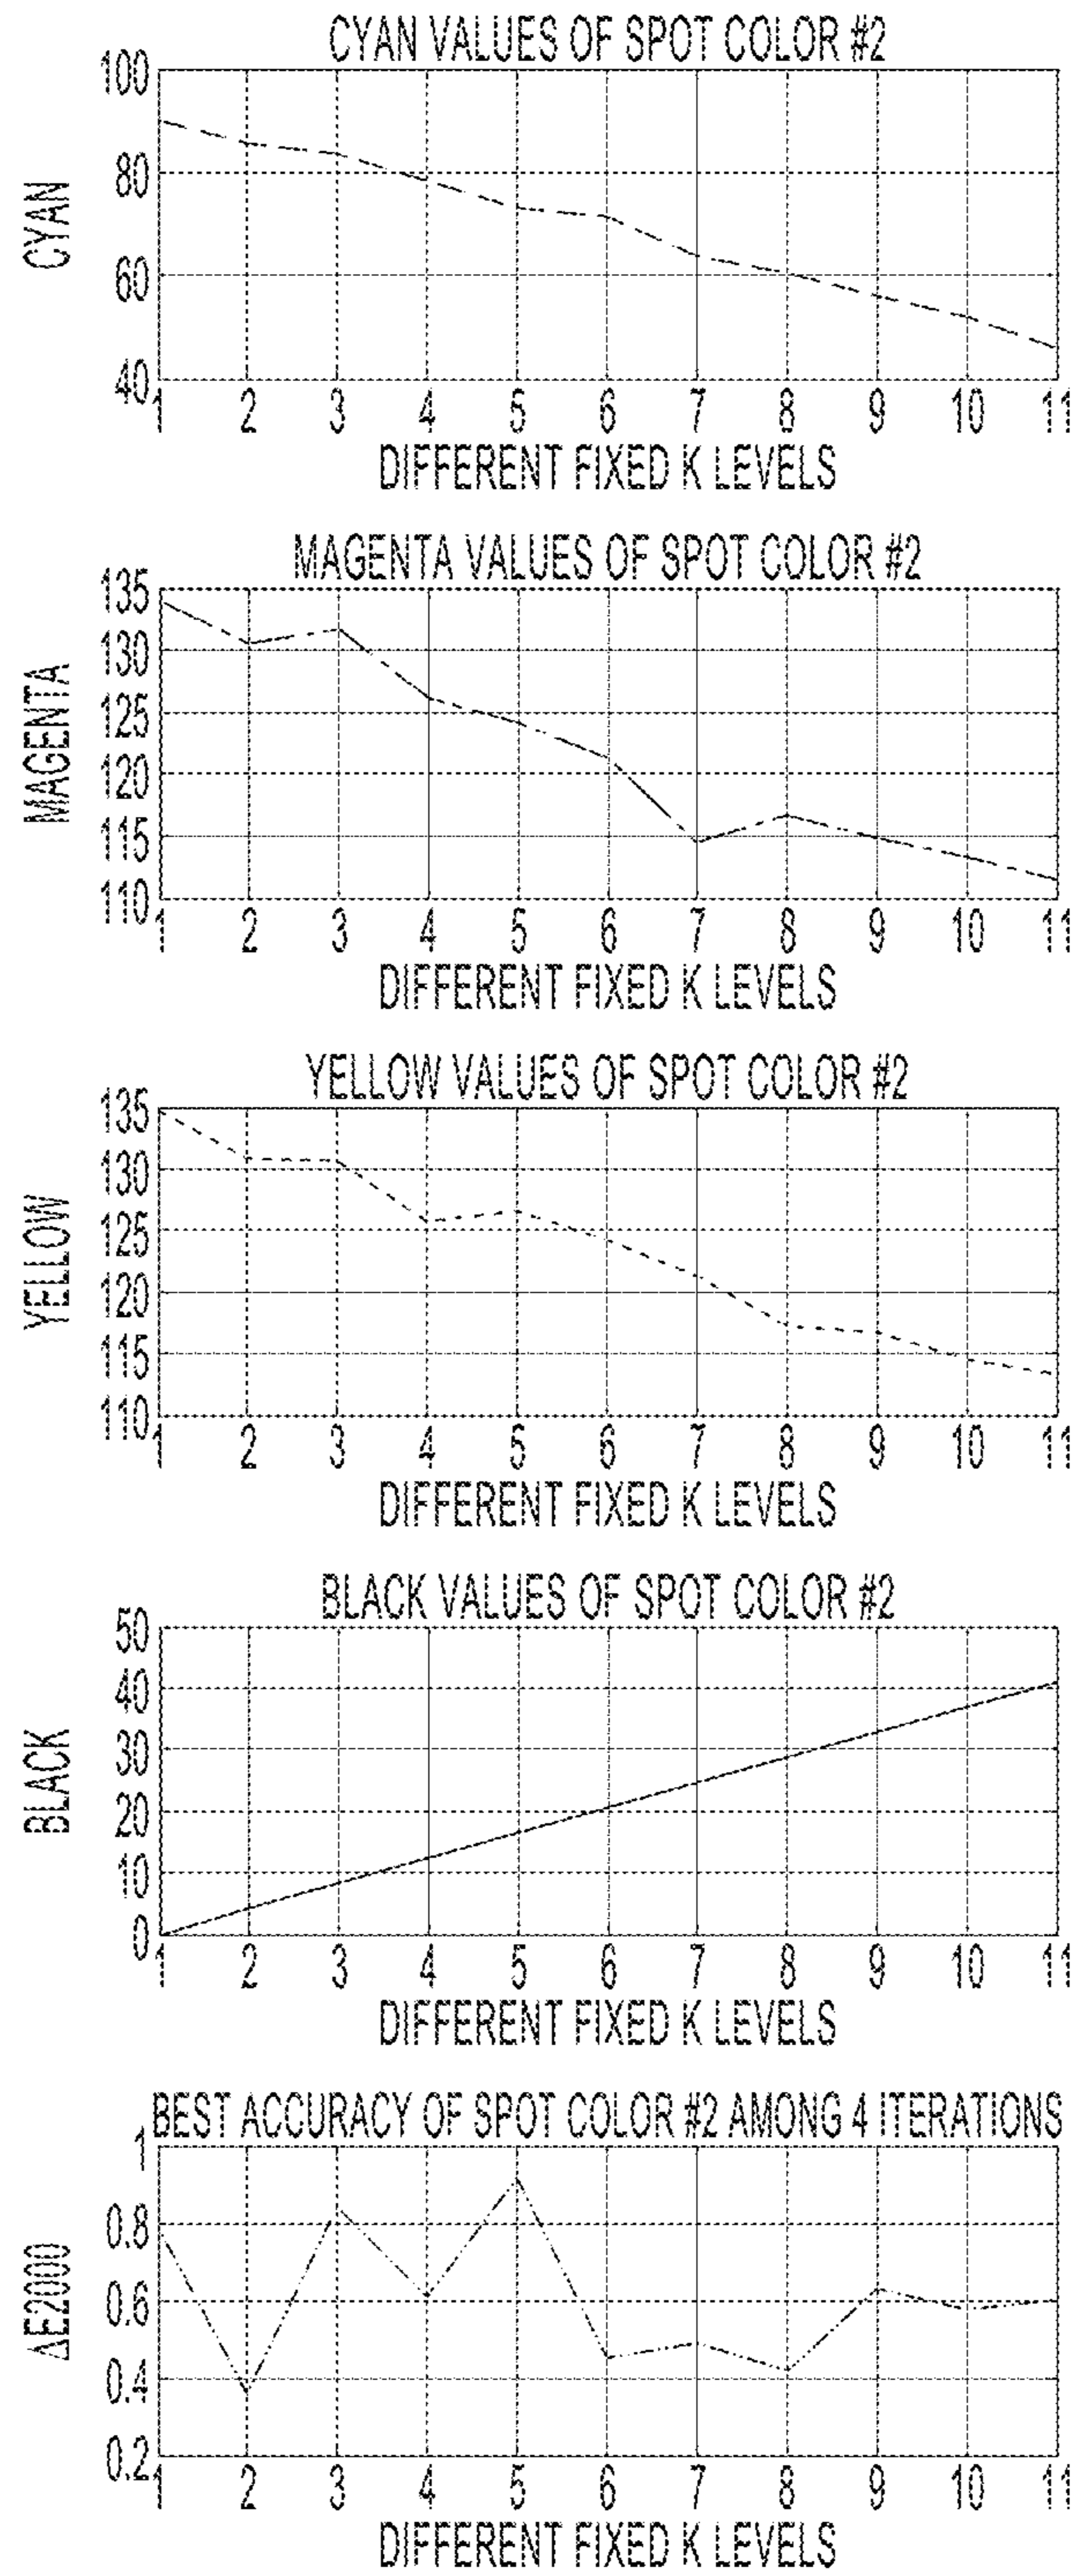 CYAN VALUES OF SPOT COLOR #2
100
80
60
40
CYAN
1 2 3 4 5 6 7 8 9 10 11
DIFFERENT FIXED K LEVELS
MAGENTA VALUES OF SPOT COLOR #2
135
130
125
120
115
110
MAGENTA
1 2 3 4 5 6 7 8 9 10 11
DIFFERENT FIXED K LEVELS
YELLOW VALUES OF SPOT COLOR #2
135
130
125
120
115
110
YELLOW
1 2 3 4 5 6 7 8 9 10 11
DIFFERENT FIXED K LEVELS
BLACK VALUES OF SPOT COLOR #2
50
40
30
20
10
0
BLACK
1 2 3 4 5 6 7 8 9 10 11
DIFFERENT FIXED K LEVELS
BEST ACCURACY OF SPOT COLOR #2 AMONG 4 ITERATIONS
1
0.8
0.6
0.4
0.2
ΔE2000
1 2 3 4 5 6 7 8 9 10 11
DIFFERENT FIXED K LEVELS